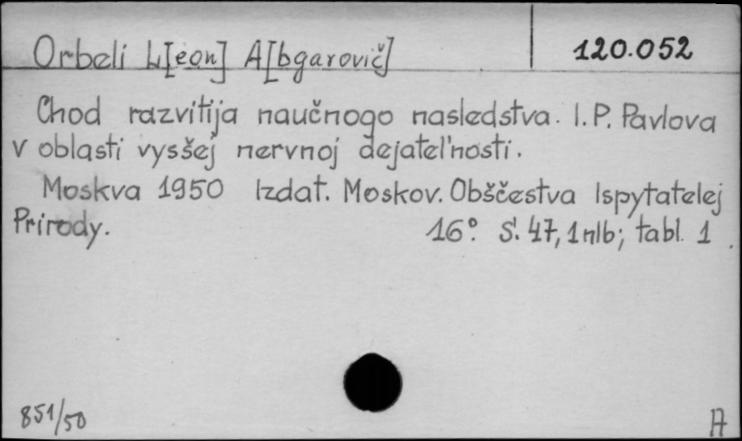 Orbeli L[eon] A[bgarovič] 120.052
Chod razvitija naučnogo nasledstva. I.P. Pavlova
v oblasti vysšej nervnoj dejatel'nosti.
Moskva 1950 Izdat. Moskov. Obščestva Ispytatelej
Prirody. 16° S. 47, 1 nlb; tabl. 1
851/50 A